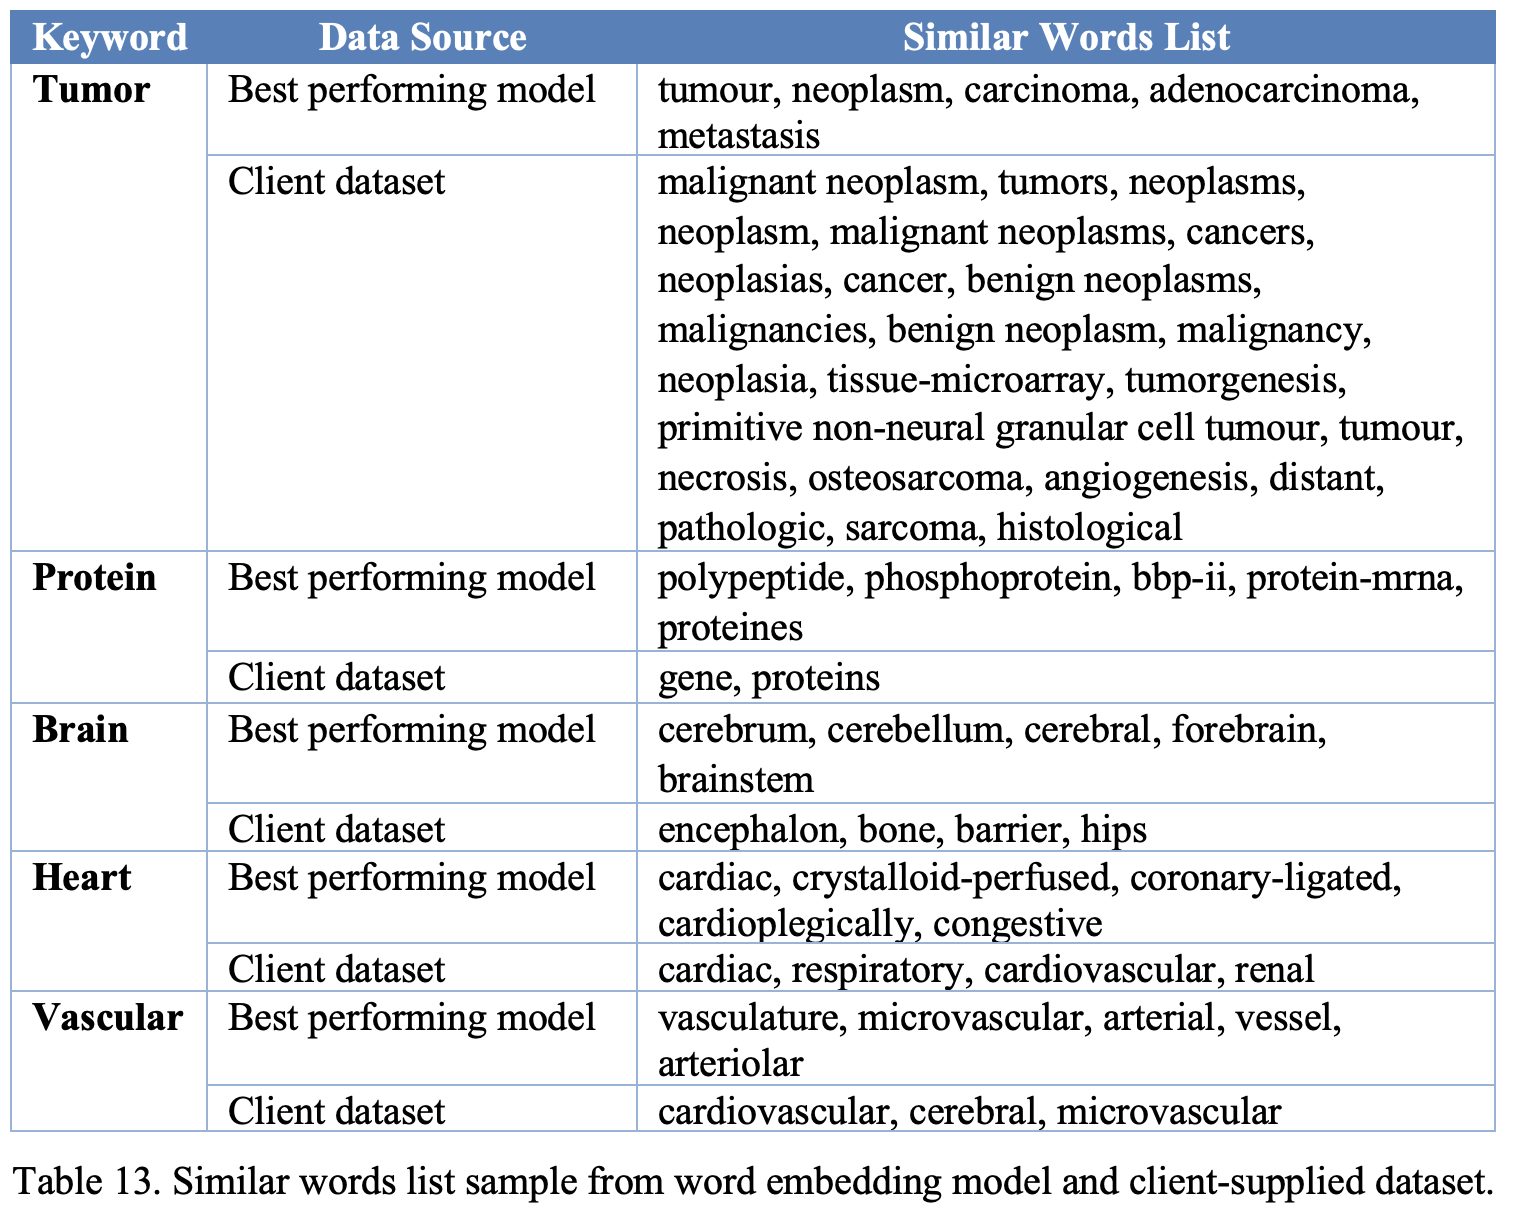 Keyword Data Source Similar Words List
Tumor Best performing model tumour, neoplasm, carcinoma, adenocarcinoma,
metastasis
Client dataset malignant neoplasm, tumors, neoplasms,
neoplasm, malignant neoplasms, cancers,
neoplasias, cancer, benign neoplasms,
malignancies, benign neoplasm, malignancy,
neoplasia, tissue-microarray, tumorgenesis,
primitive non-neural granular cell tumour, tumour,
necrosis, osteosarcoma, angiogenesis, distant,
pathologic, sarcoma, histological
Protein Best performing model polypeptide, phosphoprotein, bbp-ii, protein-mrna,
proteines
Client dataset gene, proteins
Brain Best performing model cerebrum, cerebellum, cerebral, forebrain,
brainstem
Client dataset encephalon, bone, barrier, hips
Heart Best performing model cardiac, crystalloid-perfused, coronary-ligated,
cardioplegically, congestive
Client dataset cardiac, respiratory, cardiovascular, renal
Vascular Best performing model vasculature, microvascular, arterial, vessel,
arteriolar
Client dataset cardiovascular, cerebral, microvascular
Table 13. Similar words list sample from word embedding model and client-supplied dataset.